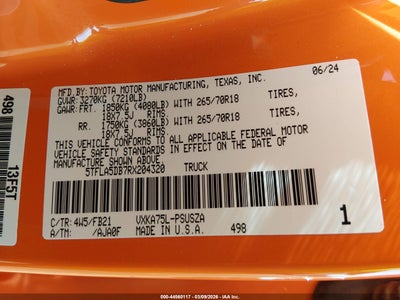 MFD.BY:TOYOTA MOTOR MANUFACTURING, TEXAS, INC. 06/24
GVWR: 3270KG (7210LB)
GAWR: FRT. 1850KG (4080LB) WITH 265/70R18 TIRES,
18X7.5J RIMS
RR. 1750KG (3860LB) WITH 265/70R18 TIRES,
18X7.5J RIMS
THIS VEHICLE CONFORMS TO ALL APPLICABLE FEDERAL MOTOR
VEHICLE SAFETY STANDARDS IN EFFECT ON THE DATE OF
MANUFACTURE SHOWN ABOVE.
5TFLA5DB7RX204320 TRUCK
C/TR: 4W5/FB21 VXKA75L-PSUSZA
A/TM: /AJA0F MADE IN U.S.A. 498 1
498 13F5T
000-44560117 - 03/09/2026 - IAAI.COM